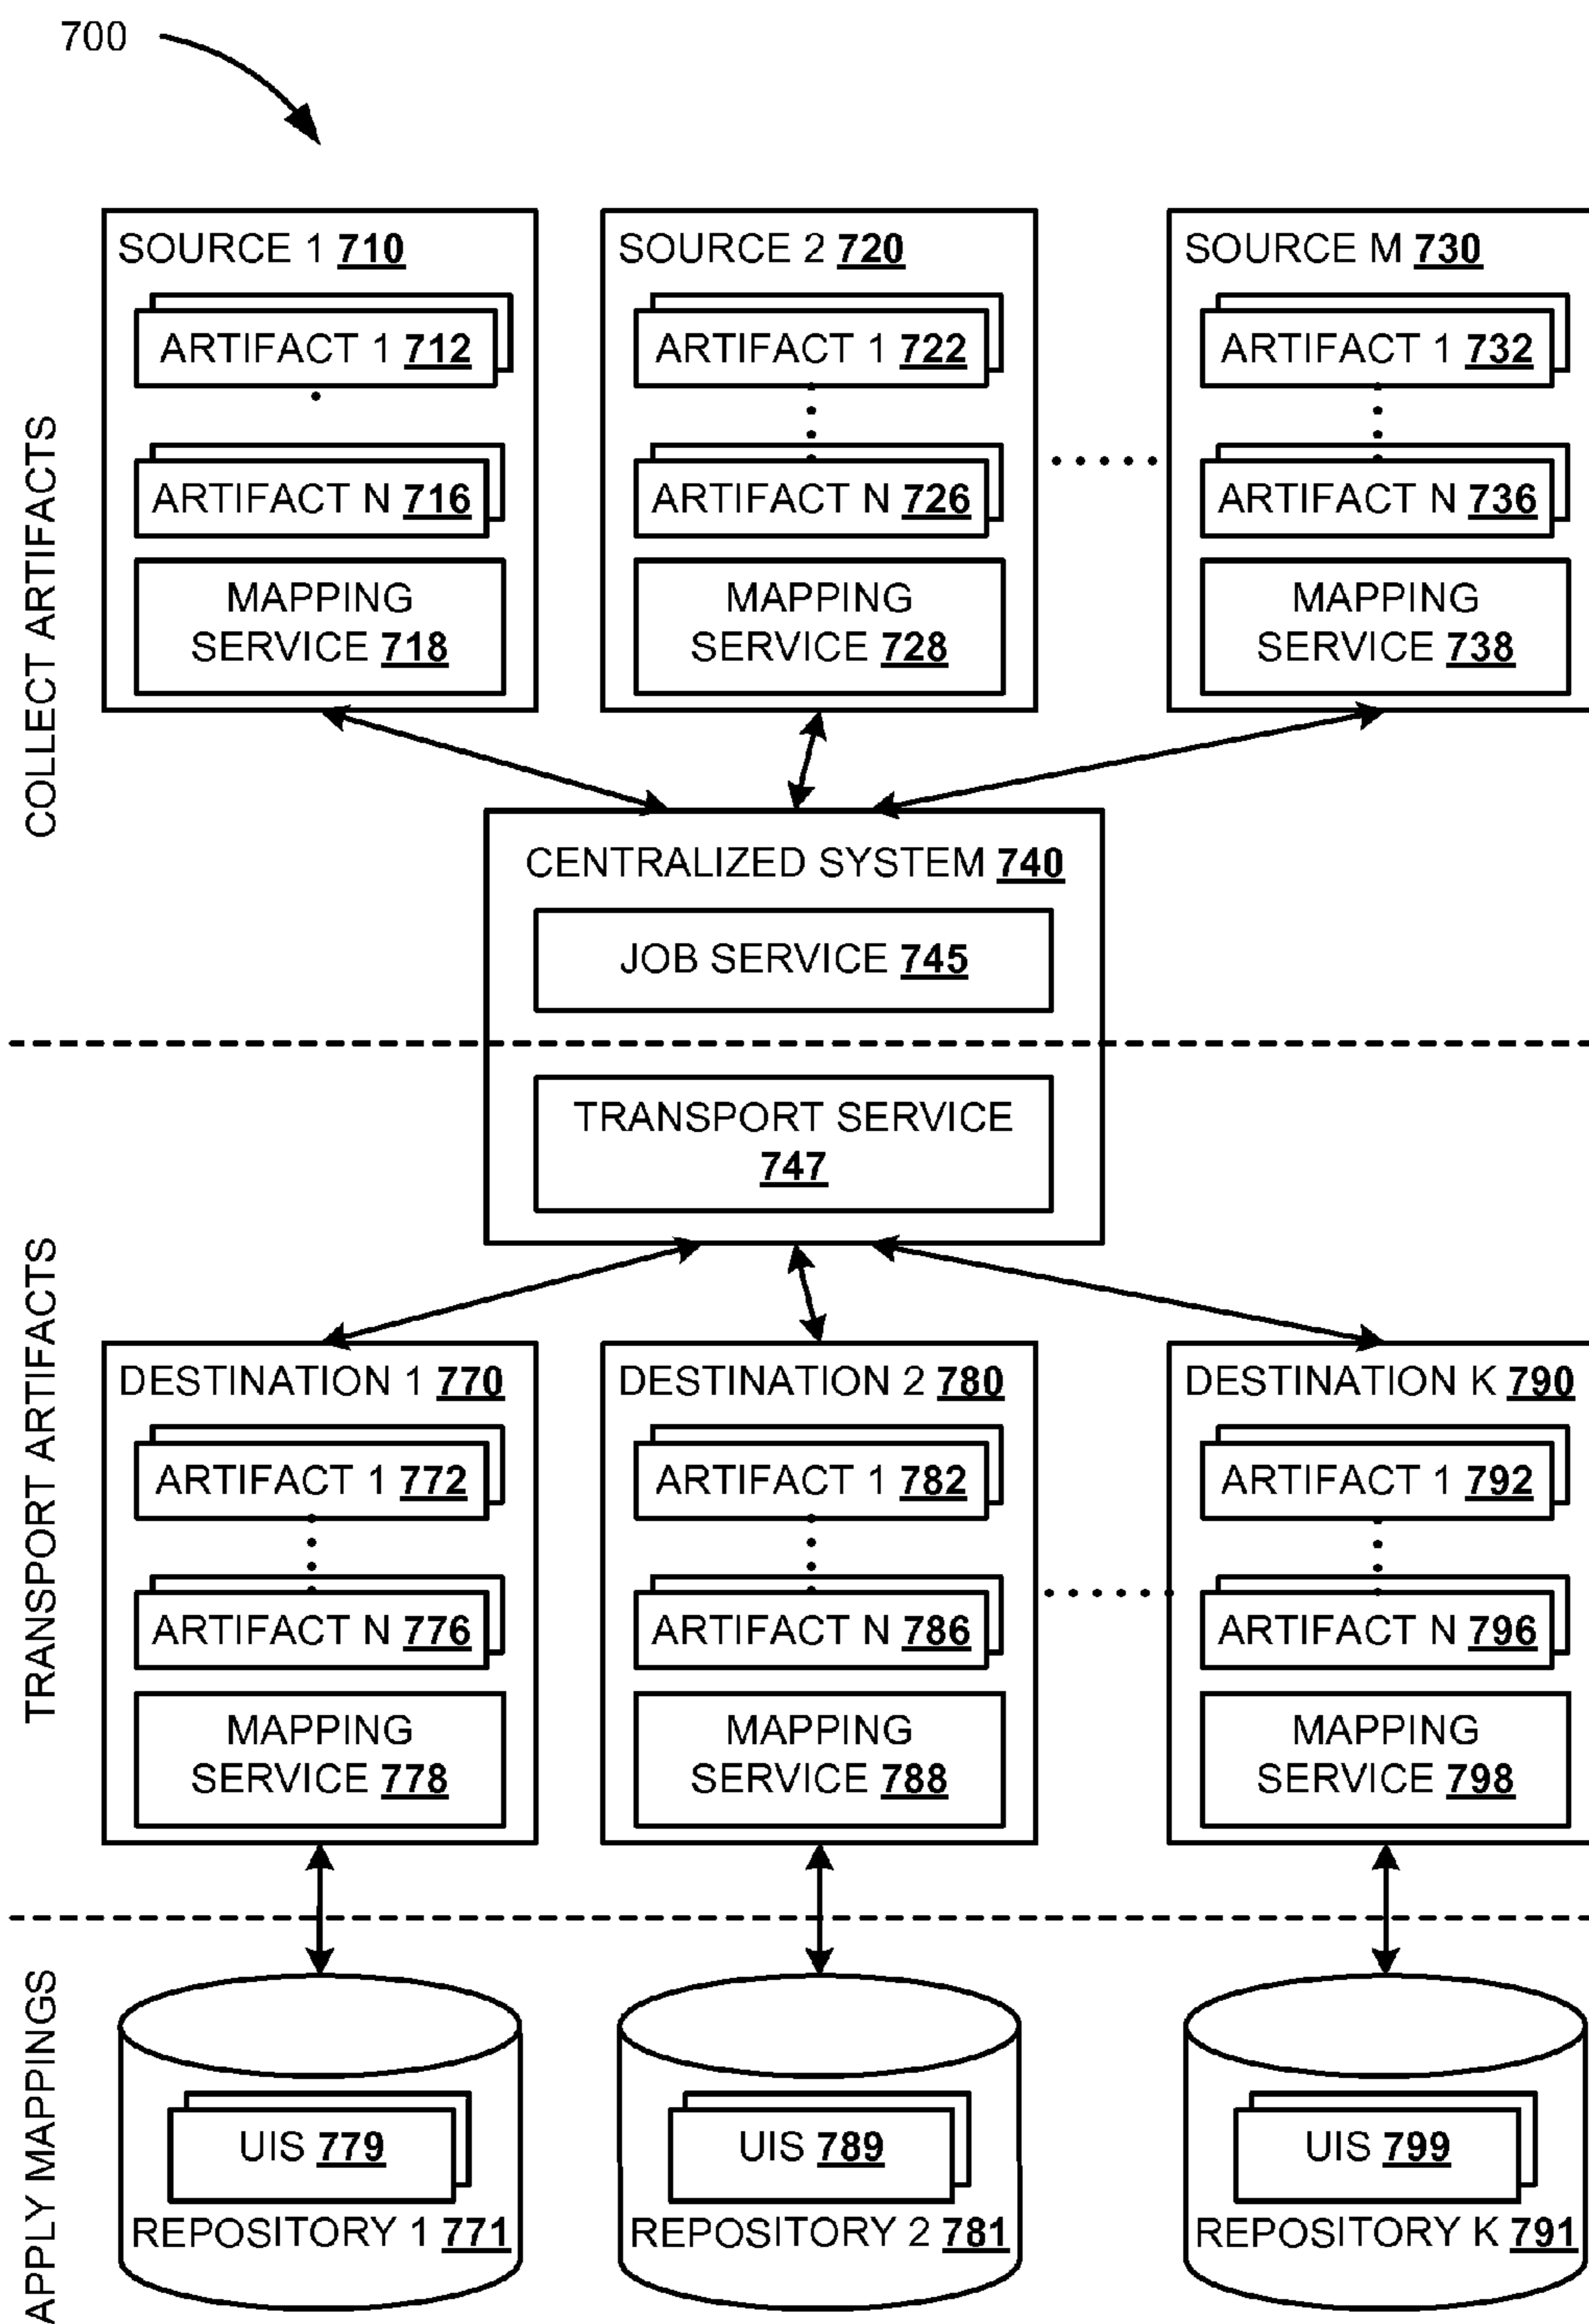 700
COLLECT ARTIFACTS
SOURCE 1 710
ARTIFACT 1 712
ARTIFACT N 716
MAPPING
SERVICE 718
SOURCE 2 720
ARTIFACT 1 722
ARTIFACT N 726
MAPPING
SERVICE 728
SOURCE M 730
ARTIFACT 1 732
ARTIFACT N 736
MAPPING
SERVICE 738
CENTRALIZED SYSTEM 740
JOB SERVICE 745
TRANSPORT SERVICE
747
TRANSPORT ARTIFACTS
DESTINATION 1 770
ARTIFACT 1 772
ARTIFACT N 776
MAPPING
SERVICE 778
DESTINATION 2 780
ARTIFACT 1 782
ARTIFACT N 786
MAPPING
SERVICE 788
DESTINATION K 790
ARTIFACT 1 792
ARTIFACT N 796
MAPPING
SERVICE 798
APPLY MAPPINGS
UIS 779
REPOSITORY 1 771
UIS 789
REPOSITORY 2 781
UIS 799
REPOSITORY K 791